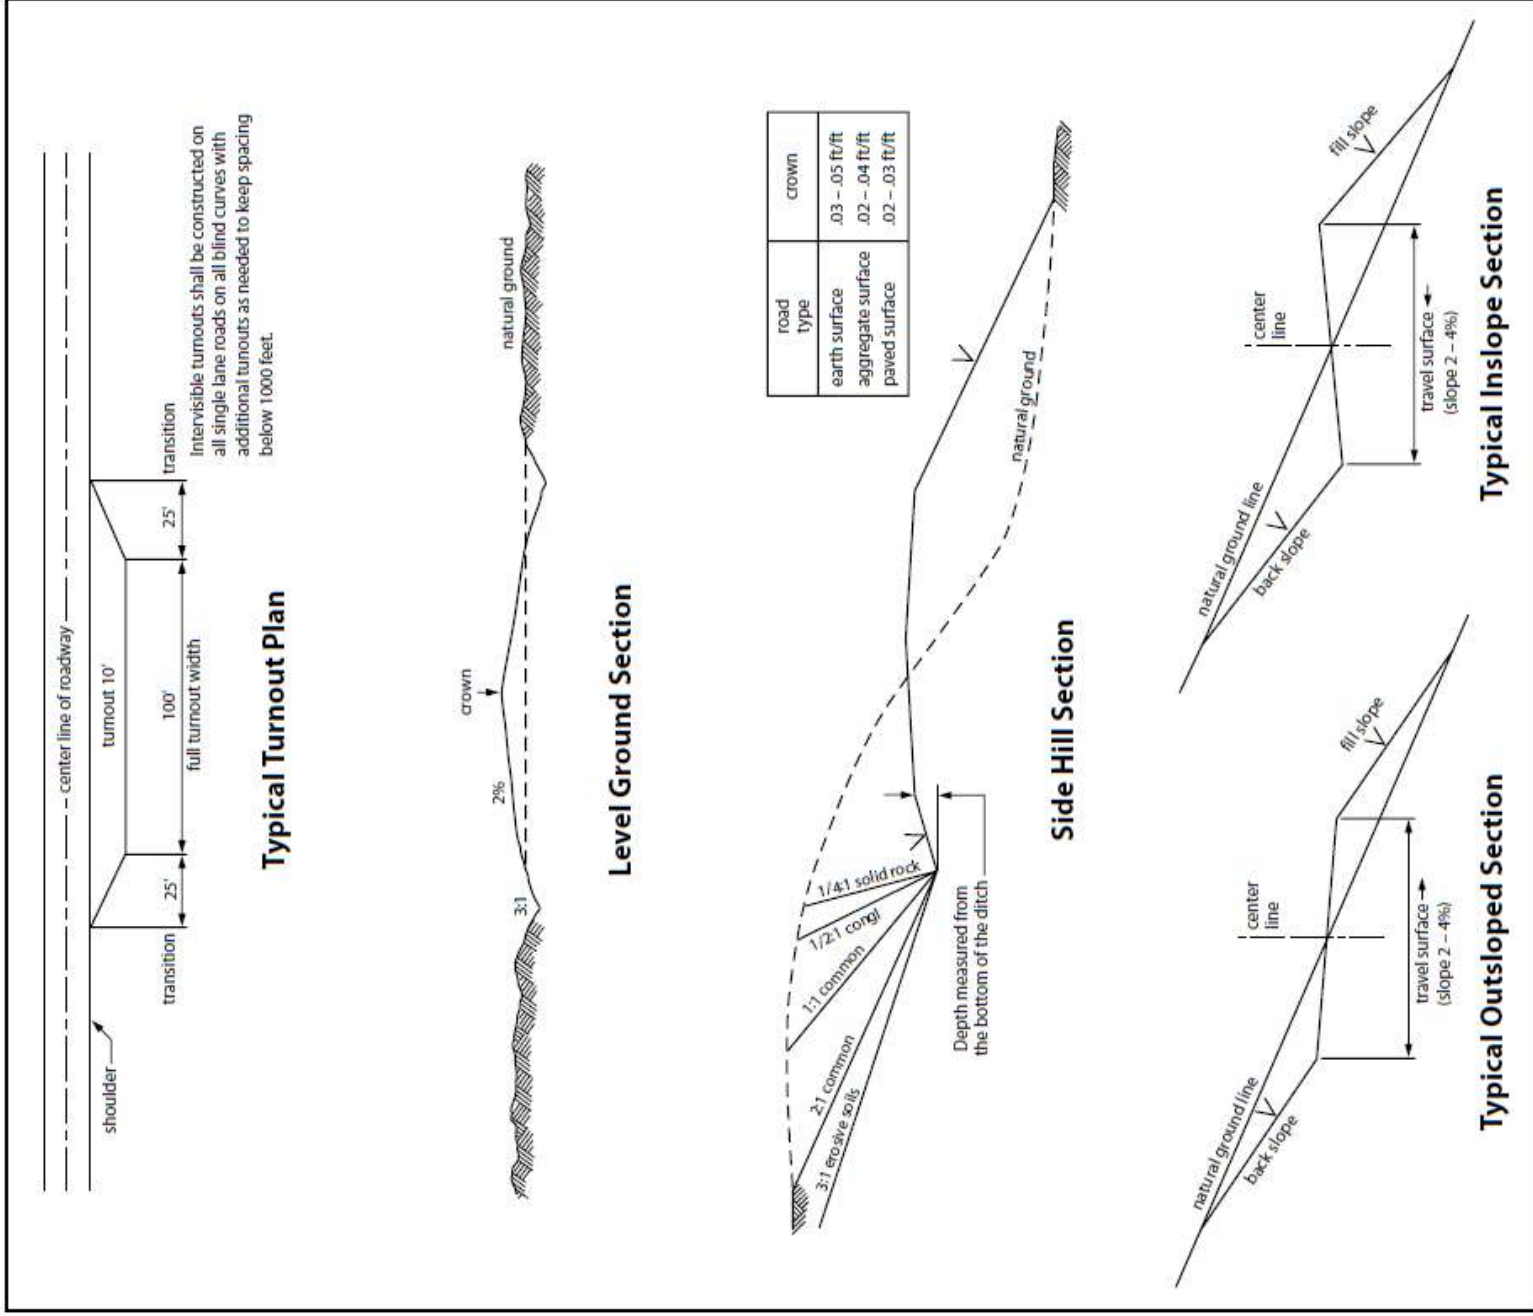 center line of roadway
shoulder
transition
25'
turnout 10'
100'
full turnout width
25'
transition
Intervisible turnouts shall be constructed on
all single lane roads on all blind curves with
additional tunouts as needed to keep spacing
below 1000 feet.
Typical Turnout Plan
crown
2%
3:1
natural ground
Level Ground Section
road
type
crown
earth surface
.03 – .05 ft/ft
aggregate surface
.02 – .04 ft/ft
paved surface
.02 – .03 ft/ft
1/4:1 solid rock
1/2:1 congl
1:1 common
2:1 common
3:1 erosive soils
Depth measured from
the bottom of the ditch
natural ground
Side Hill Section
natural ground line
back slope
center
line
fill slope
travel surface
(slope 2 – 4%)
Typical Outsloped Section
natural ground line
back slope
center
line
fill slope
travel surface
(slope 2 – 4%)
Typical Inslope Section